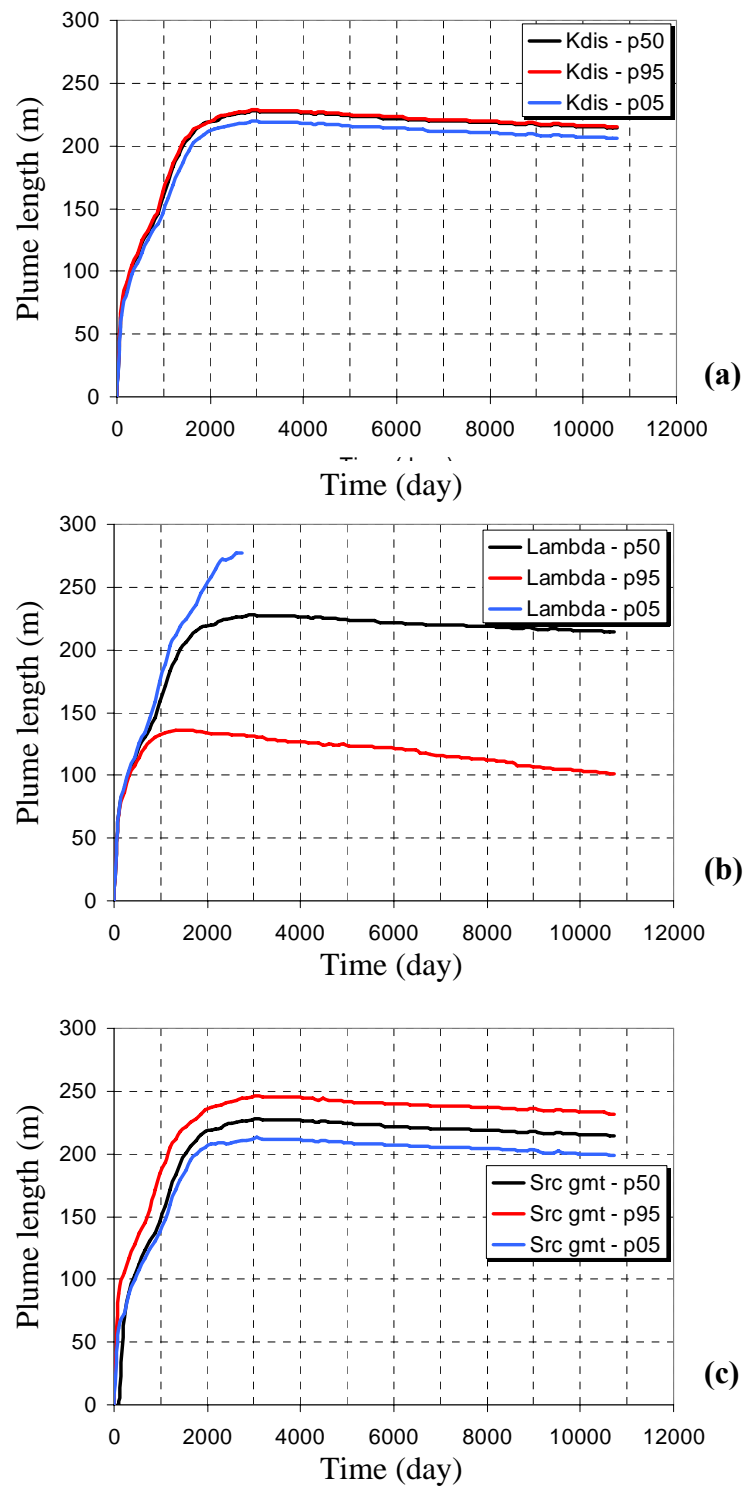 300
250
200
150
100
50
0
Plume length (m)
Kdis - p50
Kdis - p95
Kdis - p05
0 2000 4000 6000 8000 10000 12000
(a)
Time (day)
300
250
200
150
100
50
0
Plume length (m)
Lambda - p50
Lambda - p95
Lambda - p05
0 2000 4000 6000 8000 10000 12000
(b)
Time (day)
300
250
200
150
100
50
0
Plume length (m)
Src gmt - p50
Src gmt - p95
Src gmt - p05
0 2000 4000 6000 8000 10000 12000
(c)
Time (day)